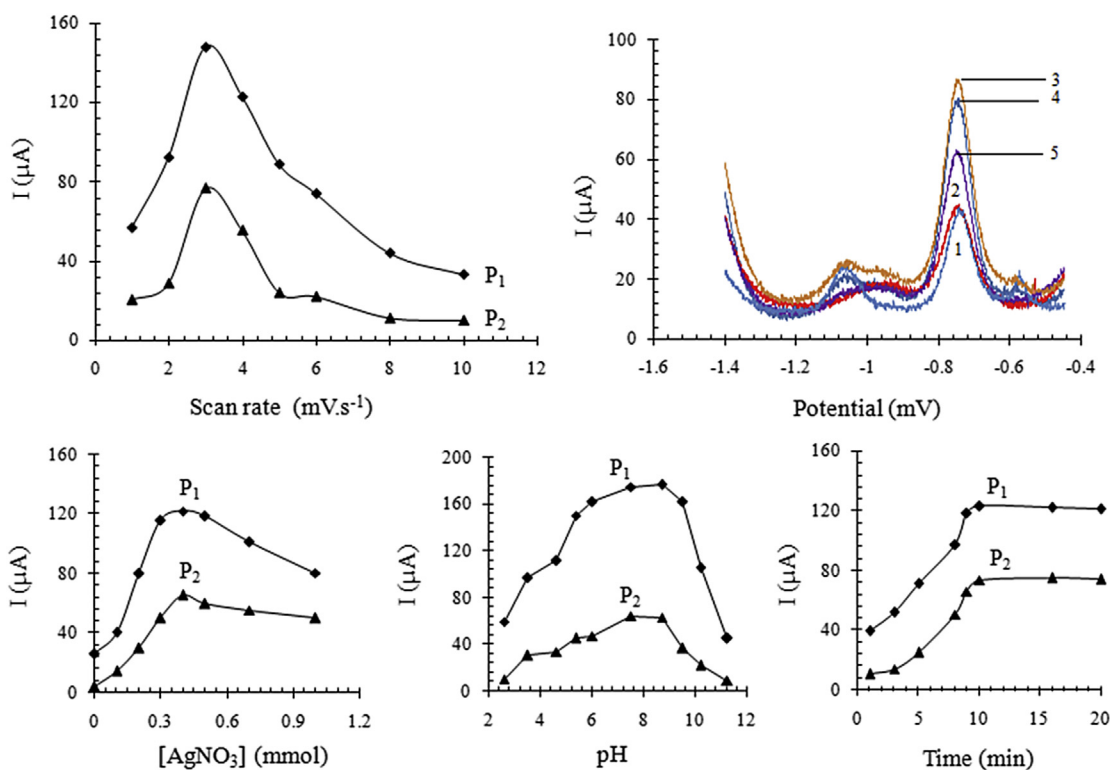 160
120
80
40
0
I (µA)
P1
P2
0 2 4 6 8 10 12
Scan rate (mV.s-1)
100
80
60
40
20
0
I (µA)
3
4
5
2
1
-1.6 -1.4 -1.2 -1 -0.8 -0.6 -0.4
Potential (mV)
160
120
80
40
0
I (µA)
P1
P2
0 0.3 0.6 0.9 1.2
[AgNO3] (mmol)
200
160
120
80
40
0
I (µA)
P1
P2
2 4 6 8 10 12
pH
160
120
80
40
0
I (µA)
P1
P2
0 5 10 15 20
Time (min)